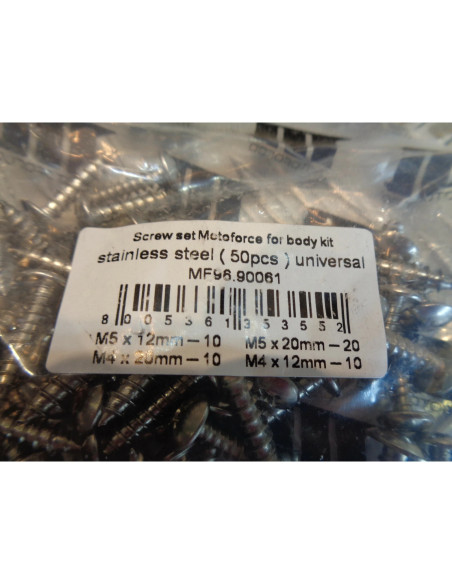 Screw set Motoforce for body kit
stainless steel ( 50pcs ) universal
MF96.90061
8 005361 353552
M5 x 12mm – 10 M5 x 20mm – 20
M4 x 20mm – 10 M4 x 12mm – 10